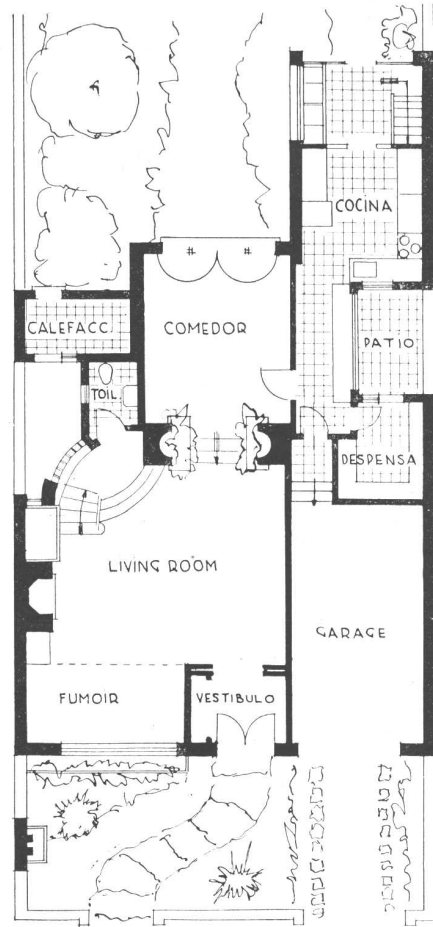 COCINA
CALEFACC.
COMEDOR
PATIO
TOIL.
DESPENSA
LIVING ROOM
GARAGE
FUMOIR
VESTIBULO